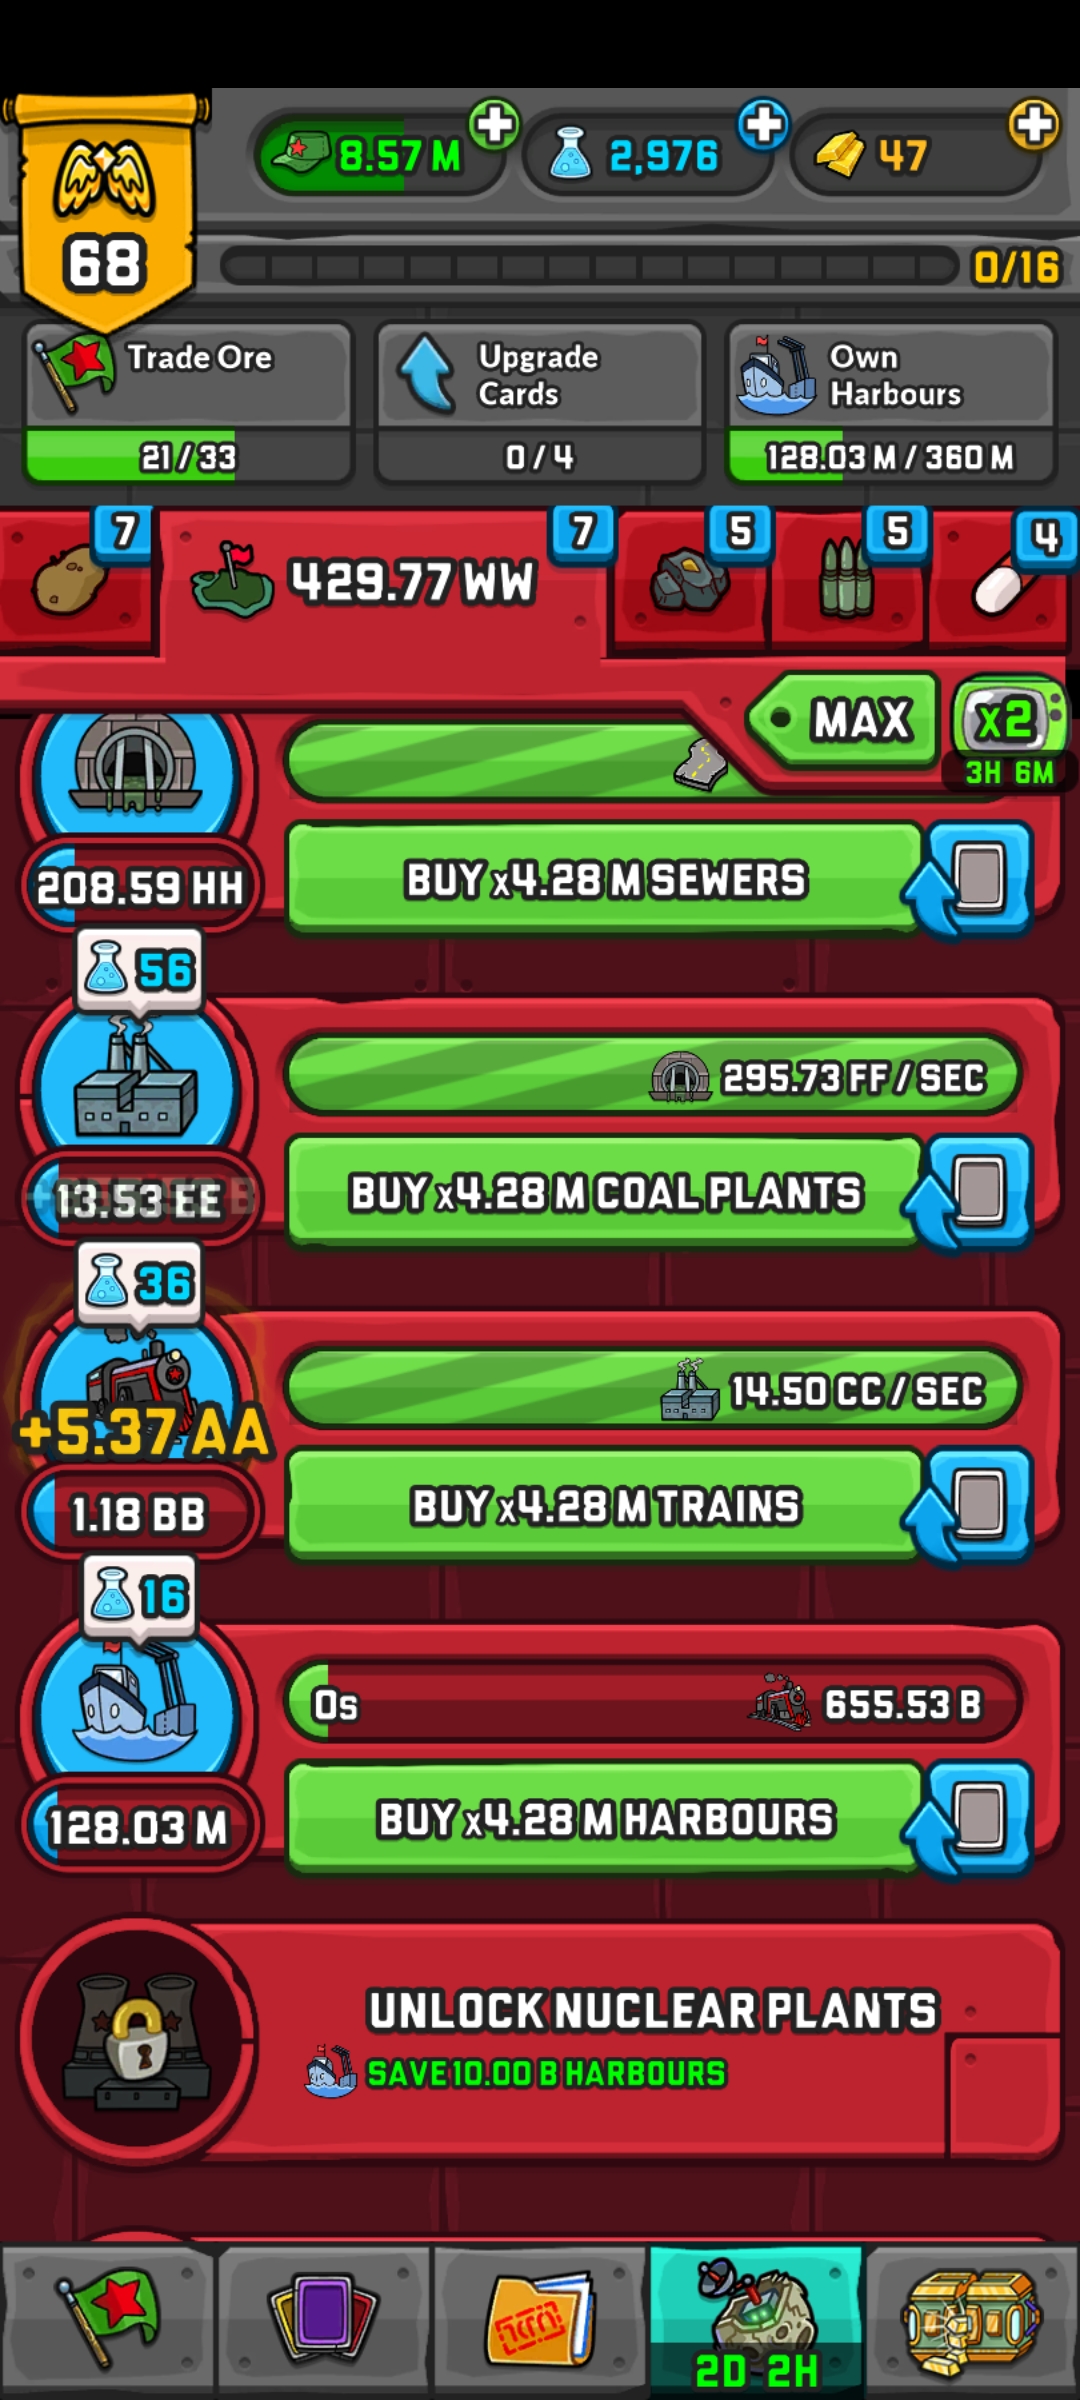 8.57 M
2,976
47
68
0/16
Trade Ore
21 / 33
Upgrade
Cards
0 / 4
Own
Harbours
128.03 M / 360 M
7
429.77 WW
7
5
5
4
MAX
x2
3H 6M
208.59 HH
BUY x4.28 M SEWERS
56
295.73 FF / SEC
13.53 EE
BUY x4.28 M COAL PLANTS
36
14.50 CC / SEC
+5.37 AA
1.18 BB
BUY x4.28 M TRAINS
16
0s
655.53 B
128.03 M
BUY x4.28 M HARBOURS
UNLOCK NUCLEAR PLANTS
SAVE 10.00 B HARBOURS
2D 2H